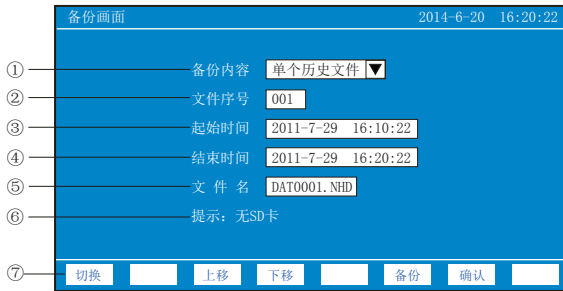 备份画面 2014-6-20 16:20:22
① 备份内容 单个历史文件 ▼
② 文件序号 001
③ 起始时间 2011-7-29 16:10:22
④ 结束时间 2011-7-29 16:20:22
⑤ 文 件 名 DAT0001.NHD
⑥ 提示：无SD卡
⑦ 切换 上移 下移 备份 确认